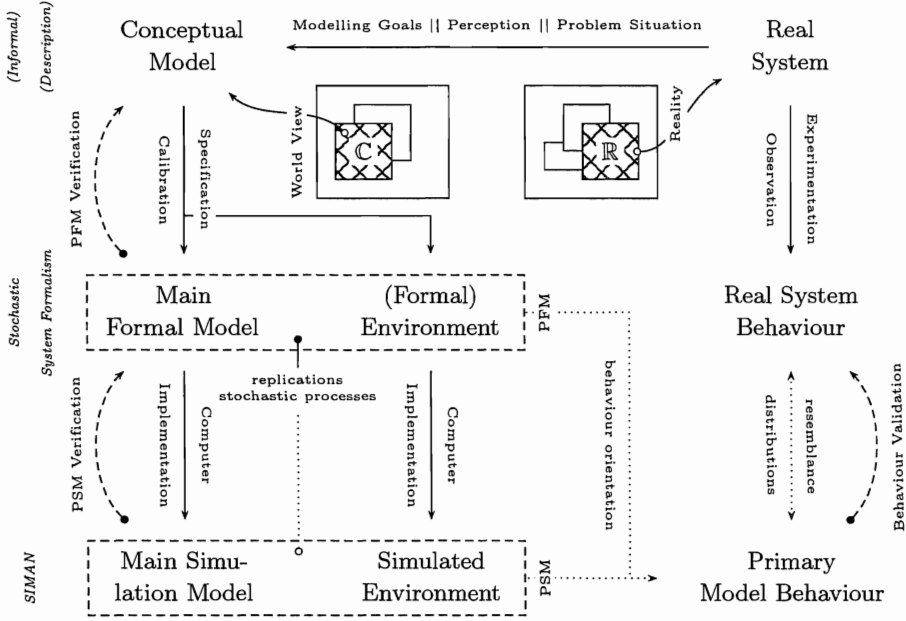 (Informal)
(Description)
Conceptual
Model
Modelling Goals || Perception || Problem Situation
Real
System
PFM Verification
Calibration
Specification
World View
ℂ
ℝ
Reality
Observation
Experimentation
Stochastic
System Formalism
Main
Formal Model
(Formal)
Environment
PFM
Real System
Behaviour
replications
stochastic processes
PSM Verification
Implementation
Computer
Implementation
Computer
behaviour orientation
distributions
resemblance
Behaviour Validation
SIMAN
Main Simu-
lation Model
Simulated
Environment
PSM
Primary
Model Behaviour